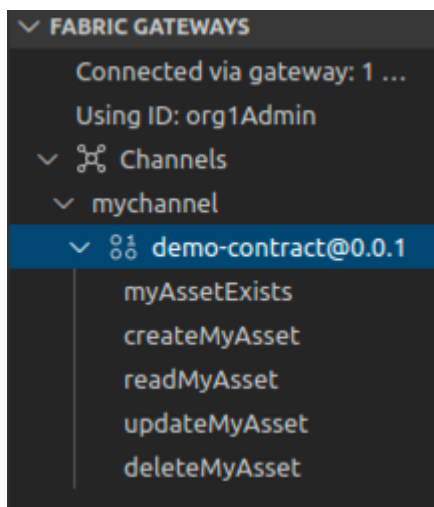 FABRIC GATEWAYS
Connected via gateway: 1 ...
Using ID: org1Admin
Channels
mychannel
demo-contract@0.0.1
myAssetExists
createMyAsset
readMyAsset
updateMyAsset
deleteMyAsset